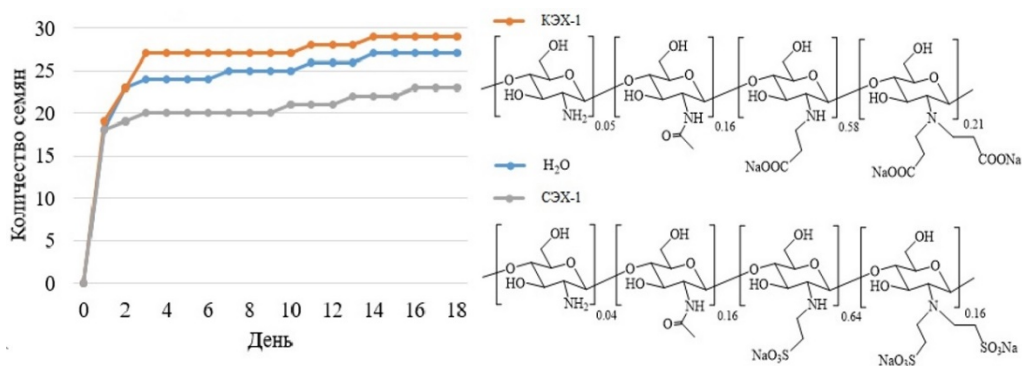 Количество семян
30
25
20
15
10
5
0
0 2 4 6 8 10 12 14 16 18
День
КЭХ-1
OH OH OH OH
O O O O O O O O
HO HO HO HO
NH2 NH NH N
0.05 0.16 0.58 0.21
O
NaOOC NaOOC COONa
H2O
СЭХ-1
OH OH OH OH
O O O O O O O O
HO HO HO HO
NH2 NH NH N
0.04 0.16 0.64 0.16
O
NaO3S NaO3S SO3Na